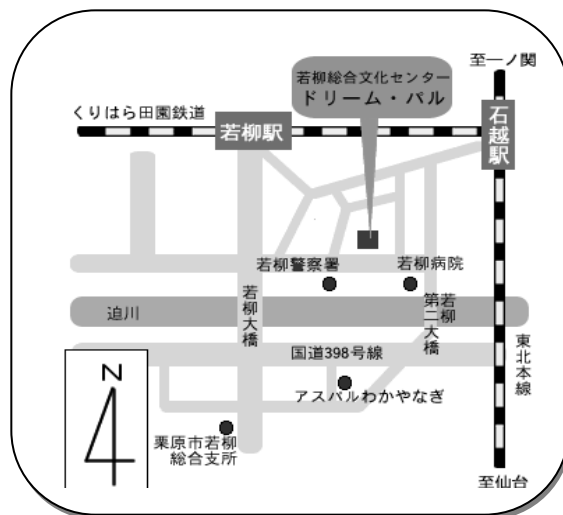 至一ノ関
若柳総合文化センター
ドリーム・パル
くりはら田園鉄道
若柳駅
石越駅
若柳警察署
若柳病院
若柳大橋
若柳
第二大橋
迫川
国道398号線
東北本線
アスパルわかやなぎ
N
栗原市若柳
総合支所
至仙台